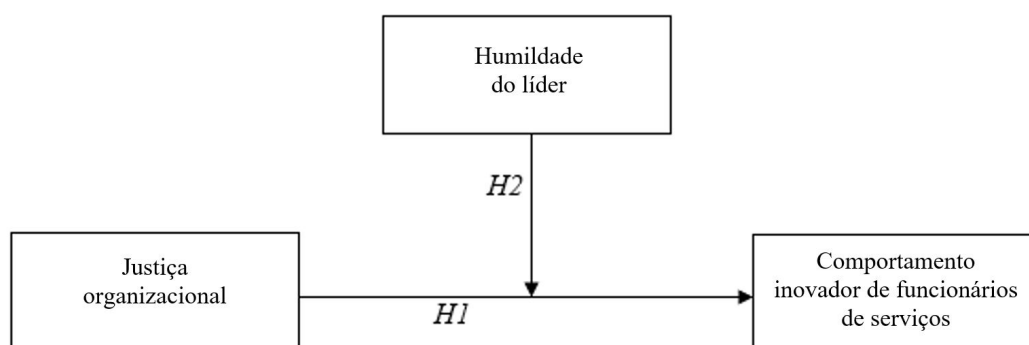 Humildade
do líder
H2
Justiça
organizacional
H1
Comportamento
inovador de funcionários
de serviços